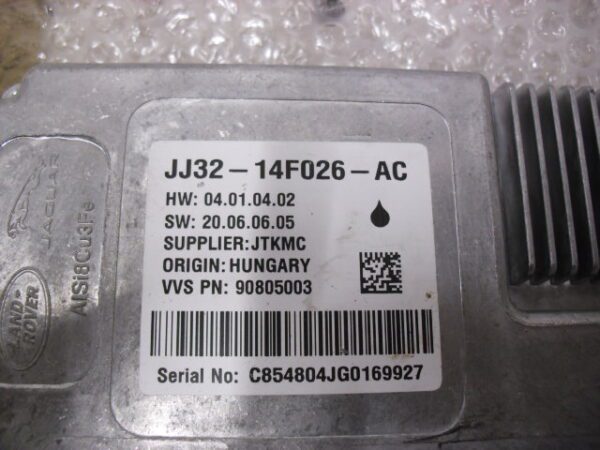 JJ32-14F026-AC
HW: 04.01.04.02
SW: 20.06.06.05
SUPPLIER:JTKMC
ORIGIN:HUNGARY
VVS PN: 90805003
Serial No: C854804JG0169927
JAGUAR
LAND-
ROVER
AlSi8Cu3Fe